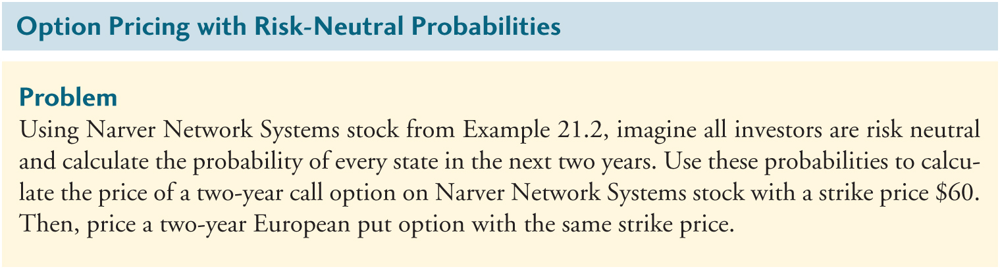 Option Pricing with Risk-Neutral Probabilities
Problem
Using Narver Network Systems stock from Example 21.2, imagine all investors are risk neutral
and calculate the probability of every state in the next two years. Use these probabilities to calcu-
late the price of a two-year call option on Narver Network Systems stock with a strike price $60.
Then, price a two-year European put option with the same strike price.